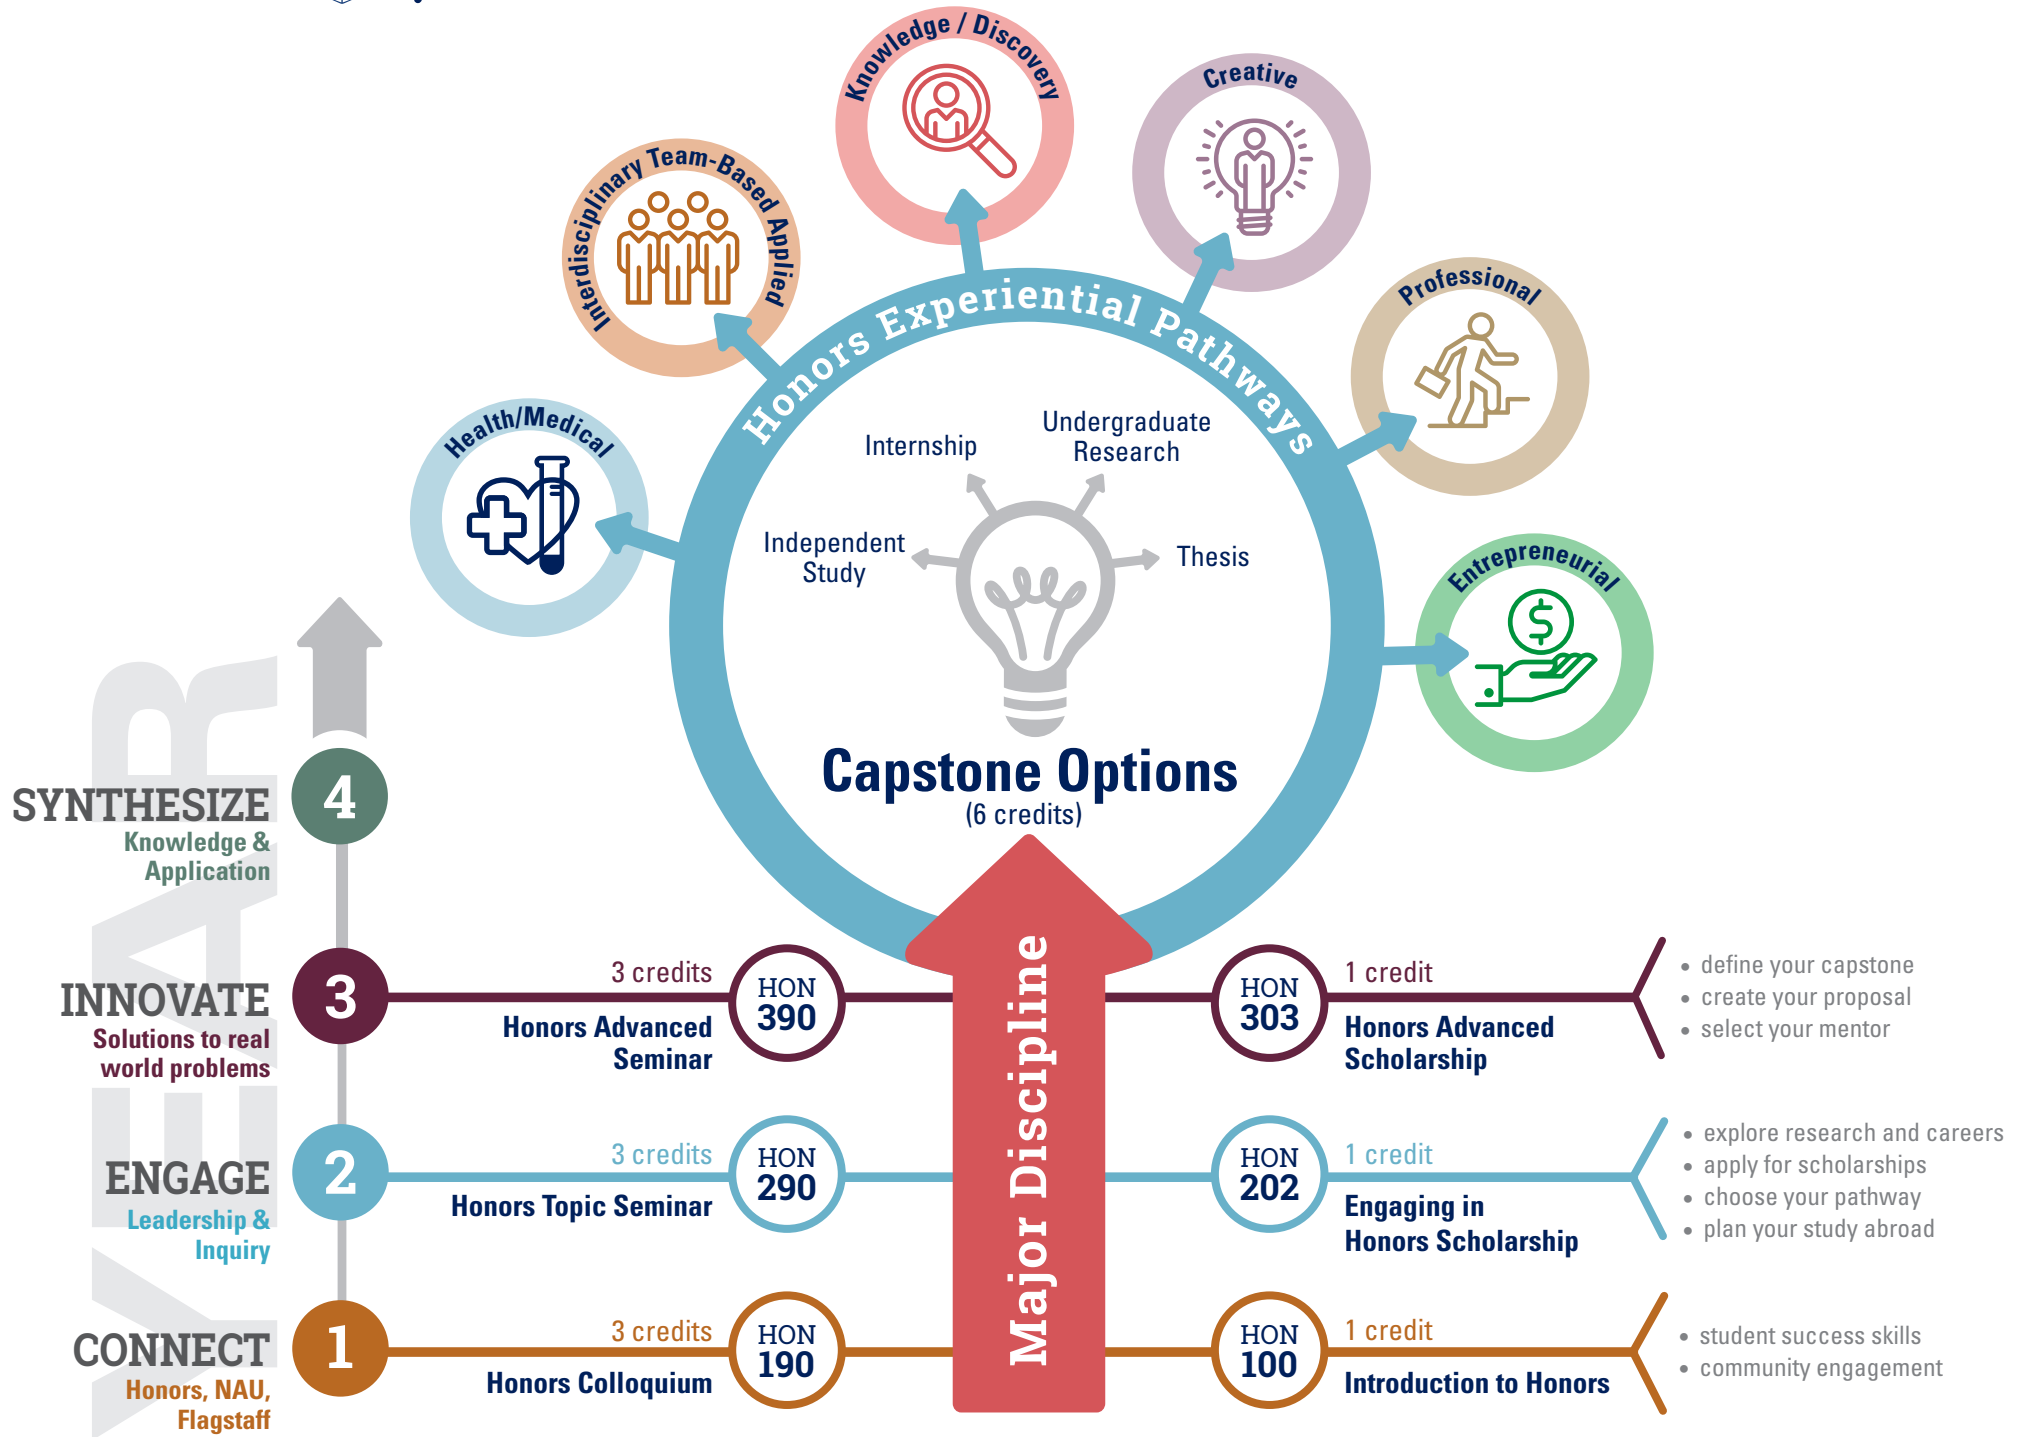 Knowledge / Discovery
Creative
Interdisciplinary Team-Based Applied
Professional
Health/Medical
Entrepreneurial
Honors Experiential Pathways
Internship
Undergraduate
Research
Independent
Study
Thesis
$
Capstone Options
(6 credits)
Major Discipline
YEAR
SYNTHESIZE
Knowledge &
Application
4
INNOVATE
Solutions to real
world problems
3
3 credits
Honors Advanced
Seminar
HON
390
HON
303
1 credit
Honors Advanced
Scholarship
• define your capstone
• create your proposal
• select your mentor
ENGAGE
Leadership &
Inquiry
2
3 credits
Honors Topic Seminar
HON
290
HON
202
1 credit
Engaging in
Honors Scholarship
• explore research and careers
• apply for scholarships
• choose your pathway
• plan your study abroad
CONNECT
Honors, NAU,
Flagstaff
1
3 credits
Honors Colloquium
HON
190
HON
100
1 credit
Introduction to Honors
• student success skills
• community engagement